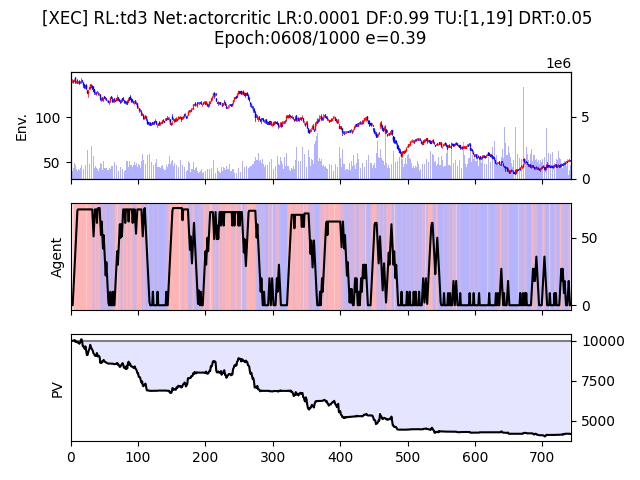 [XEC] RL:td3 Net:actorcritic LR:0.0001 DF:0.99 TU:[1,19] DRT:0.05
Epoch:0608/1000 e=0.39
1e6
Env.
100
50
5
0
Agent
50
0
PV
10000
7500
5000
0 100 200 300 400 500 600 700